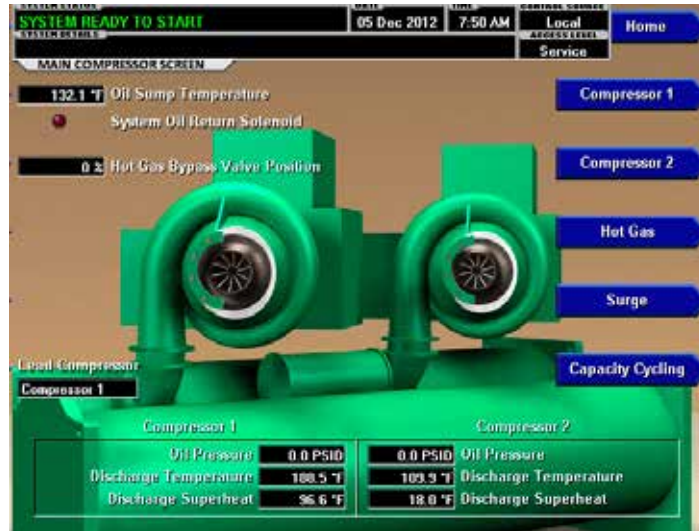 SYSTEM STATUS
SYSTEM READY TO START
DATE
05 Dec 2012
TIME
7:50 AM
CONTROL SOURCE
Local
SYSTEM DETAILS
ACCESS LEVEL
Service
Home
MAIN COMPRESSOR SCREEN
132.1 °F Oil Sump Temperature
System Oil Return Solenoid
0 % Hot Gas Bypass Valve Position
Compressor 1
Compressor 2
Hot Gas
Surge
Capacity Cycling
Lead Compressor
Compressor 1
Compressor 1
Oil Pressure 0.0 PSID
Discharge Temperature 188.5 °F
Discharge Superheat 96.6 °F
Compressor 2
0.0 PSID Oil Pressure
109.9 °F Discharge Temperature
18.0 °F Discharge Superheat